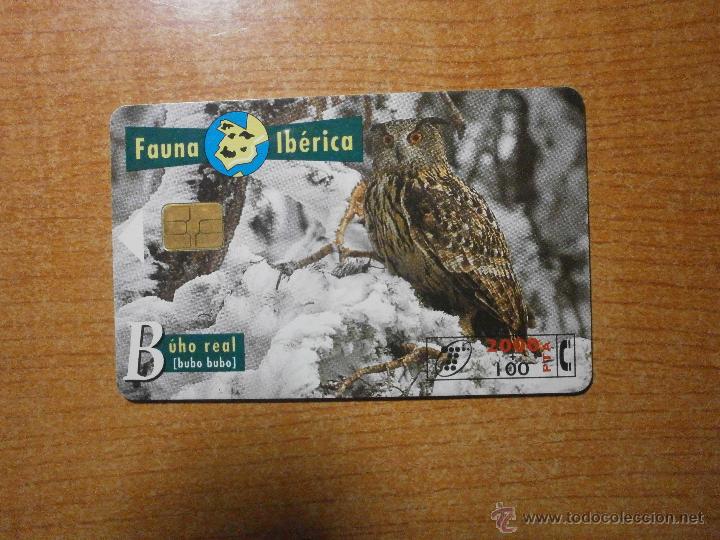 Fauna Ibérica
Búho real
[bubo bubo]
2000
100
PTA
© www.todocoleccion.net